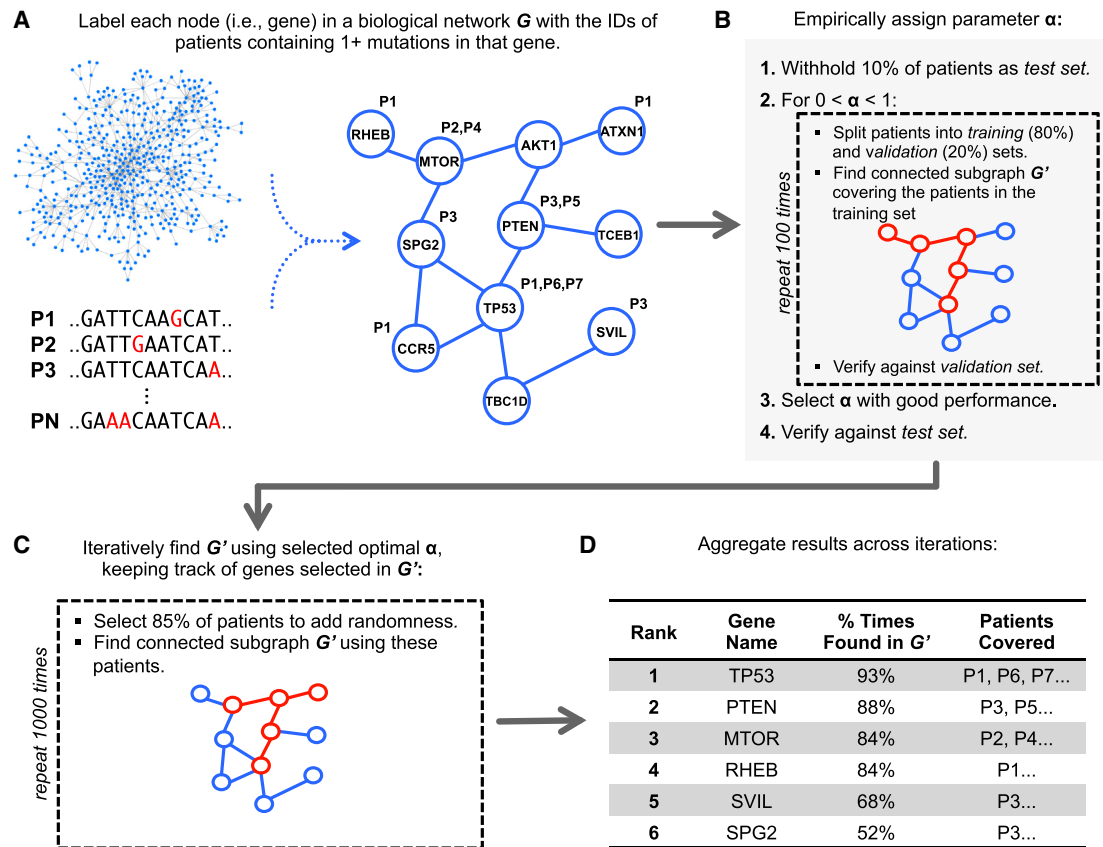 A
Label each node (i.e., gene) in a biological network G with the IDs of
patients containing 1+ mutations in that gene.
P1
RHEB
P2,P4
MTOR
AKT1
P1
ATXN1
P3
SPG2
P3,P5
PTEN
TCEB1
P1,P6,P7
TP53
P1
CCR5
P3
SVIL
TBC1D
P1 ..GATTCAAGCAT..
P2 ..GATTGAATCAT..
P3 ..GATTCAATCAA..
PN ..GAAACAATCAA..
B
Empirically assign parameter α:
1. Withhold 10% of patients as test set.
2. For 0 < α < 1:
repeat 100 times
▪ Split patients into training (80%)
and validation (20%) sets.
▪ Find connected subgraph G’
covering the patients in the
training set
▪ Verify against validation set.
3. Select α with good performance.
4. Verify against test set.
C
Iteratively find G’ using selected optimal α,
keeping track of genes selected in G’:
repeat 1000 times
▪ Select 85% of patients to add randomness.
▪ Find connected subgraph G’ using these
patients.
D
Aggregate results across iterations:
Rank Gene Name % Times Found in G’ Patients Covered
1 TP53 93% P1, P6, P7...
2 PTEN 88% P3, P5...
3 MTOR 84% P2, P4...
4 RHEB 84% P1...
5 SVIL 68% P3...
6 SPG2 52% P3...